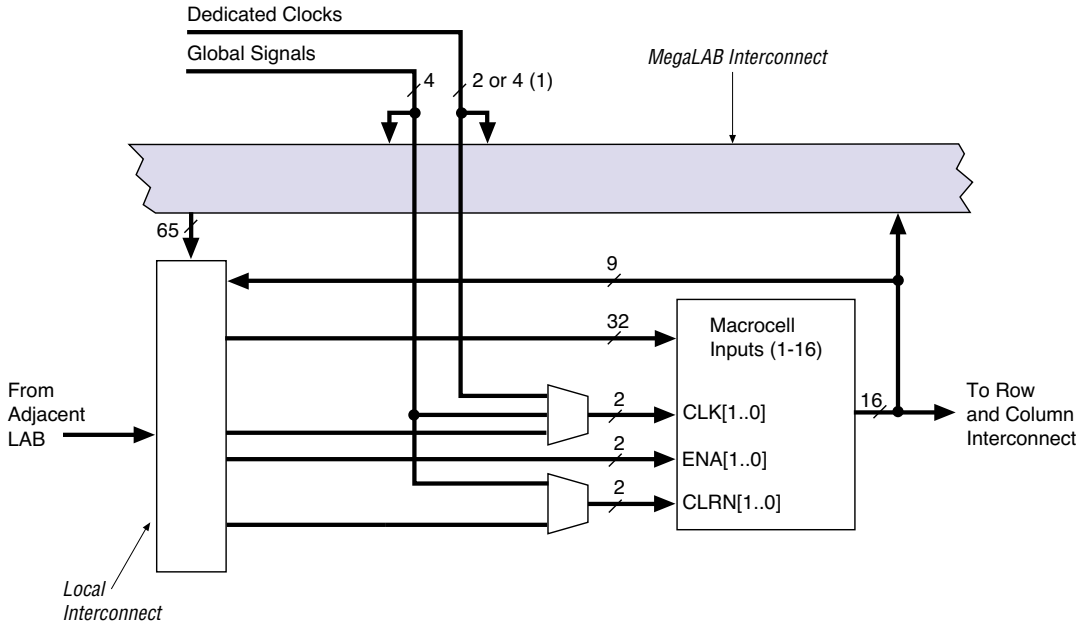 Dedicated Clocks
Global Signals
4
2 or 4 (1)
MegaLAB Interconnect
65
9
32
Macrocell
Inputs (1-16)
From
Adjacent
LAB
2
CLK[1..0]
16
To Row
and Column
Interconnect
2
ENA[1..0]
2
CLRN[1..0]
Local
Interconnect